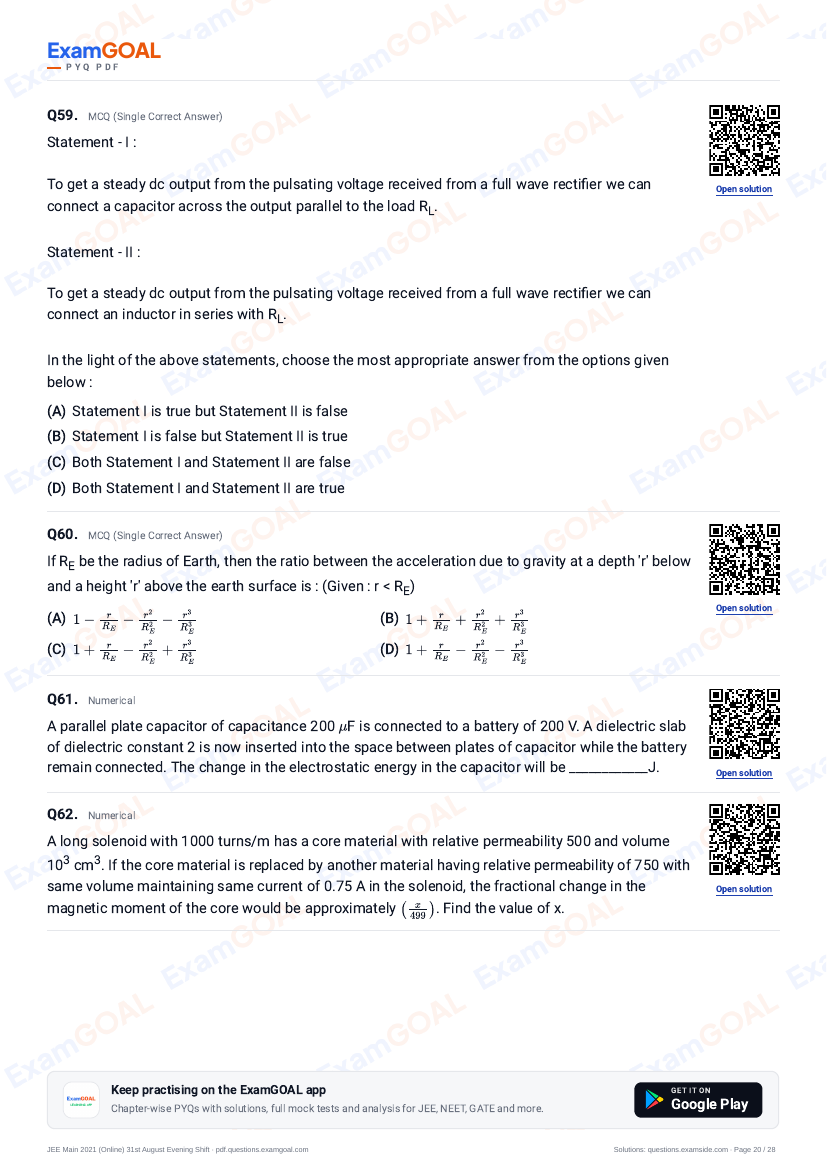 ExamGOAL
PYQ PDF
Q59. MCQ (Single Correct Answer)
Statement - I :
To get a steady dc output from the pulsating voltage received from a full wave rectifier we can
connect a capacitor across the output parallel to the load R_L.
Statement - II :
To get a steady dc output from the pulsating voltage received from a full wave rectifier we can
connect an inductor in series with R_L.
In the light of the above statements, choose the most appropriate answer from the options given
below :
(A) Statement I is true but Statement II is false
(B) Statement I is false but Statement II is true
(C) Both Statement I and Statement II are false
(D) Both Statement I and Statement II are true
Open solution
Q60. MCQ (Single Correct Answer)
If R_E be the radius of Earth, then the ratio between the acceleration due to gravity at a depth 'r' below
and a height 'r' above the earth surface is : (Given : r < R_E)
(A) 1 − r/R_E − r²/R_E² − r³/R_E³ (B) 1 + r/R_E + r²/R_E² + r³/R_E³
(C) 1 + r/R_E − r²/R_E² + r³/R_E³ (D) 1 + r/R_E − r²/R_E² − r³/R_E³
Open solution
Q61. Numerical
A parallel plate capacitor of capacitance 200 μF is connected to a battery of 200 V. A dielectric slab
of dielectric constant 2 is now inserted into the space between plates of capacitor while the battery
remain connected. The change in the electrostatic energy in the capacitor will be ____________J.
Open solution
Q62. Numerical
A long solenoid with 1000 turns/m has a core material with relative permeability 500 and volume
10³ cm³. If the core material is replaced by another material having relative permeability of 750 with
same volume maintaining same current of 0.75 A in the solenoid, the fractional change in the
magnetic moment of the core would be approximately (x/499). Find the value of x.
Open solution
ExamGOAL
Keep practising on the ExamGOAL app
Chapter-wise PYQs with solutions, full mock tests and analysis for JEE, NEET, GATE and more.
GET IT ON
Google Play
JEE Main 2021 (Online) 31st August Evening Shift · pdf.questions.examgoal.com
Solutions: questions.examside.com · Page 20 / 28